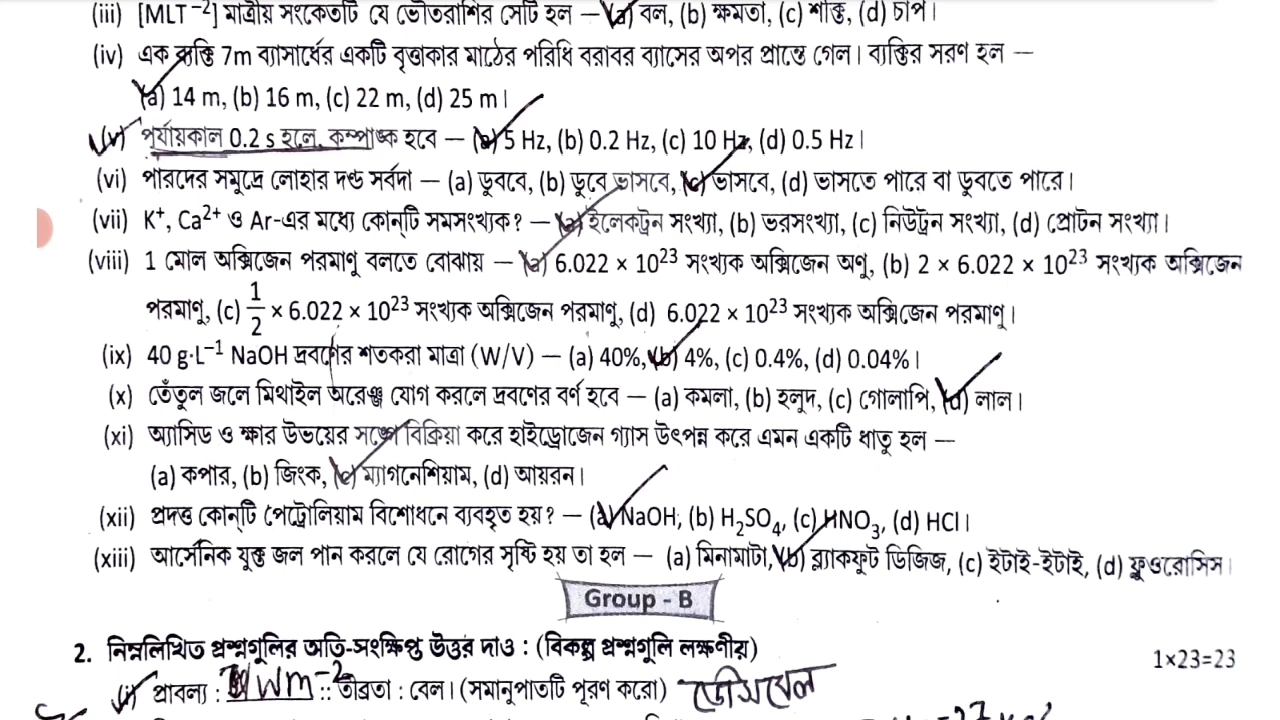 (iii) [MLT⁻²] মাত্রীয় সংকেতটি যে ভৌতরাশির সেটি হল — (a) বল, (b) ক্ষমতা, (c) শক্তি, (d) চাপ।
(iv) এক ব্যক্তি 7m ব্যাসার্ধের একটি বৃত্তাকার মাঠের পরিধি বরাবর ব্যাসের অপর প্রান্তে গেল। ব্যক্তির সরণ হল —
(a) 14 m, (b) 16 m, (c) 22 m, (d) 25 m।
(v) পর্যায়কাল 0.2 s হলে, কম্পাঙ্ক হবে — (a) 5 Hz, (b) 0.2 Hz, (c) 10 Hz, (d) 0.5 Hz।
(vi) পারদের সমুদ্রে লোহার দণ্ড সর্বদা — (a) ডুববে, (b) ডুবে ভাসবে, (c) ভাসবে, (d) ভাসতে পারে বা ডুবতে পারে।
(vii) K⁺, Ca²⁺ ও Ar-এর মধ্যে কোন্‌টি সমসংখ্যক? — (a) ইলেকট্রন সংখ্যা, (b) ভরসংখ্যা, (c) নিউট্রন সংখ্যা, (d) প্রোটন সংখ্যা।
(viii) 1 মোল অক্সিজেন পরমাণু বলতে বোঝায় — (a) 6.022 × 10²³ সংখ্যক অক্সিজেন অণু, (b) 2 × 6.022 × 10²³ সংখ্যক অক্সিজেন
পরমাণু, (c) 1/2 × 6.022 × 10²³ সংখ্যক অক্সিজেন পরমাণু, (d) 6.022 × 10²³ সংখ্যক অক্সিজেন পরমাণু।
(ix) 40 g·L⁻¹ NaOH দ্রবণের শতকরা মাত্রা (W/V) — (a) 40%, (b) 4%, (c) 0.4%, (d) 0.04%।
(x) তেঁতুল জলে মিথাইল অরেঞ্জ যোগ করলে দ্রবণের বর্ণ হবে — (a) কমলা, (b) হলুদ, (c) গোলাপি, (d) লাল।
(xi) অ্যাসিড ও ক্ষার উভয়ের সঙ্গে বিক্রিয়া করে হাইড্রোজেন গ্যাস উৎপন্ন করে এমন একটি ধাতু হল —
(a) কপার, (b) জিংক, (c) ম্যাগনেশিয়াম, (d) আয়রন।
(xii) প্রদত্ত কোন্‌টি পেট্রোলিয়াম বিশোধনে ব্যবহৃত হয়? — (a) NaOH, (b) H₂SO₄, (c) HNO₃, (d) HCl।
(xiii) আর্সেনিক যুক্ত জল পান করলে যে রোগের সৃষ্টি হয় তা হল — (a) মিনামাটা, (b) ব্ল্যাকফুট ডিজিজ, (c) ইটাই-ইটাই, (d) ফ্লুওরোসিস।
Group - B
2. নিম্নলিখিত প্রশ্নগুলির অতি-সংক্ষিপ্ত উত্তর দাও : (বিকল্প প্রশ্নগুলি লক্ষণীয়) 1×23=23
(i) প্রাবল্য : Wm⁻² :: তীব্রতা : বেল। (সমানুপাতটি পূরণ করো) ডেসিবেল